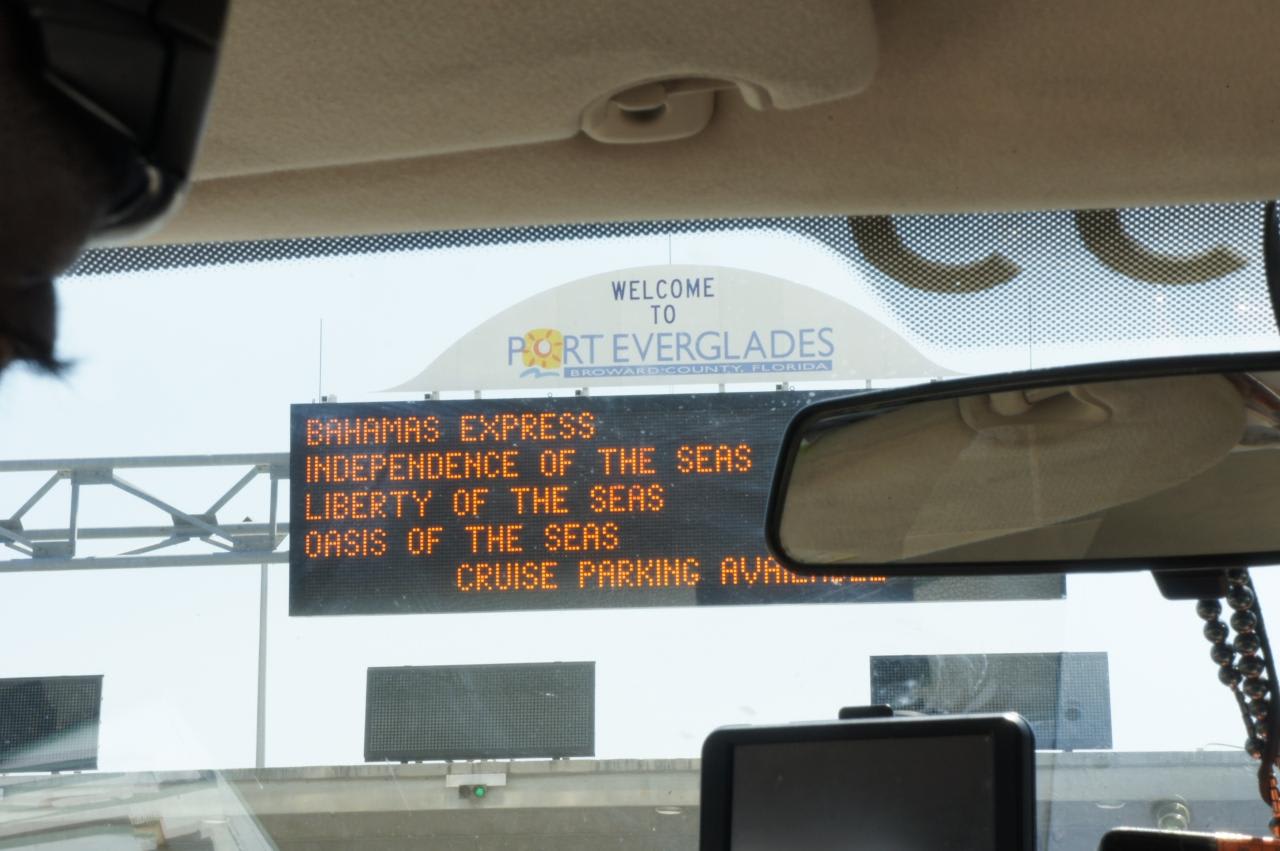 WELCOME
TO
PORT EVERGLADES
BROWARD COUNTY, FLORIDA
BAHAMAS EXPRESS
INDEPENDENCE OF THE SEAS
LIBERTY OF THE SEAS
OASIS OF THE SEAS
CRUISE PARKING